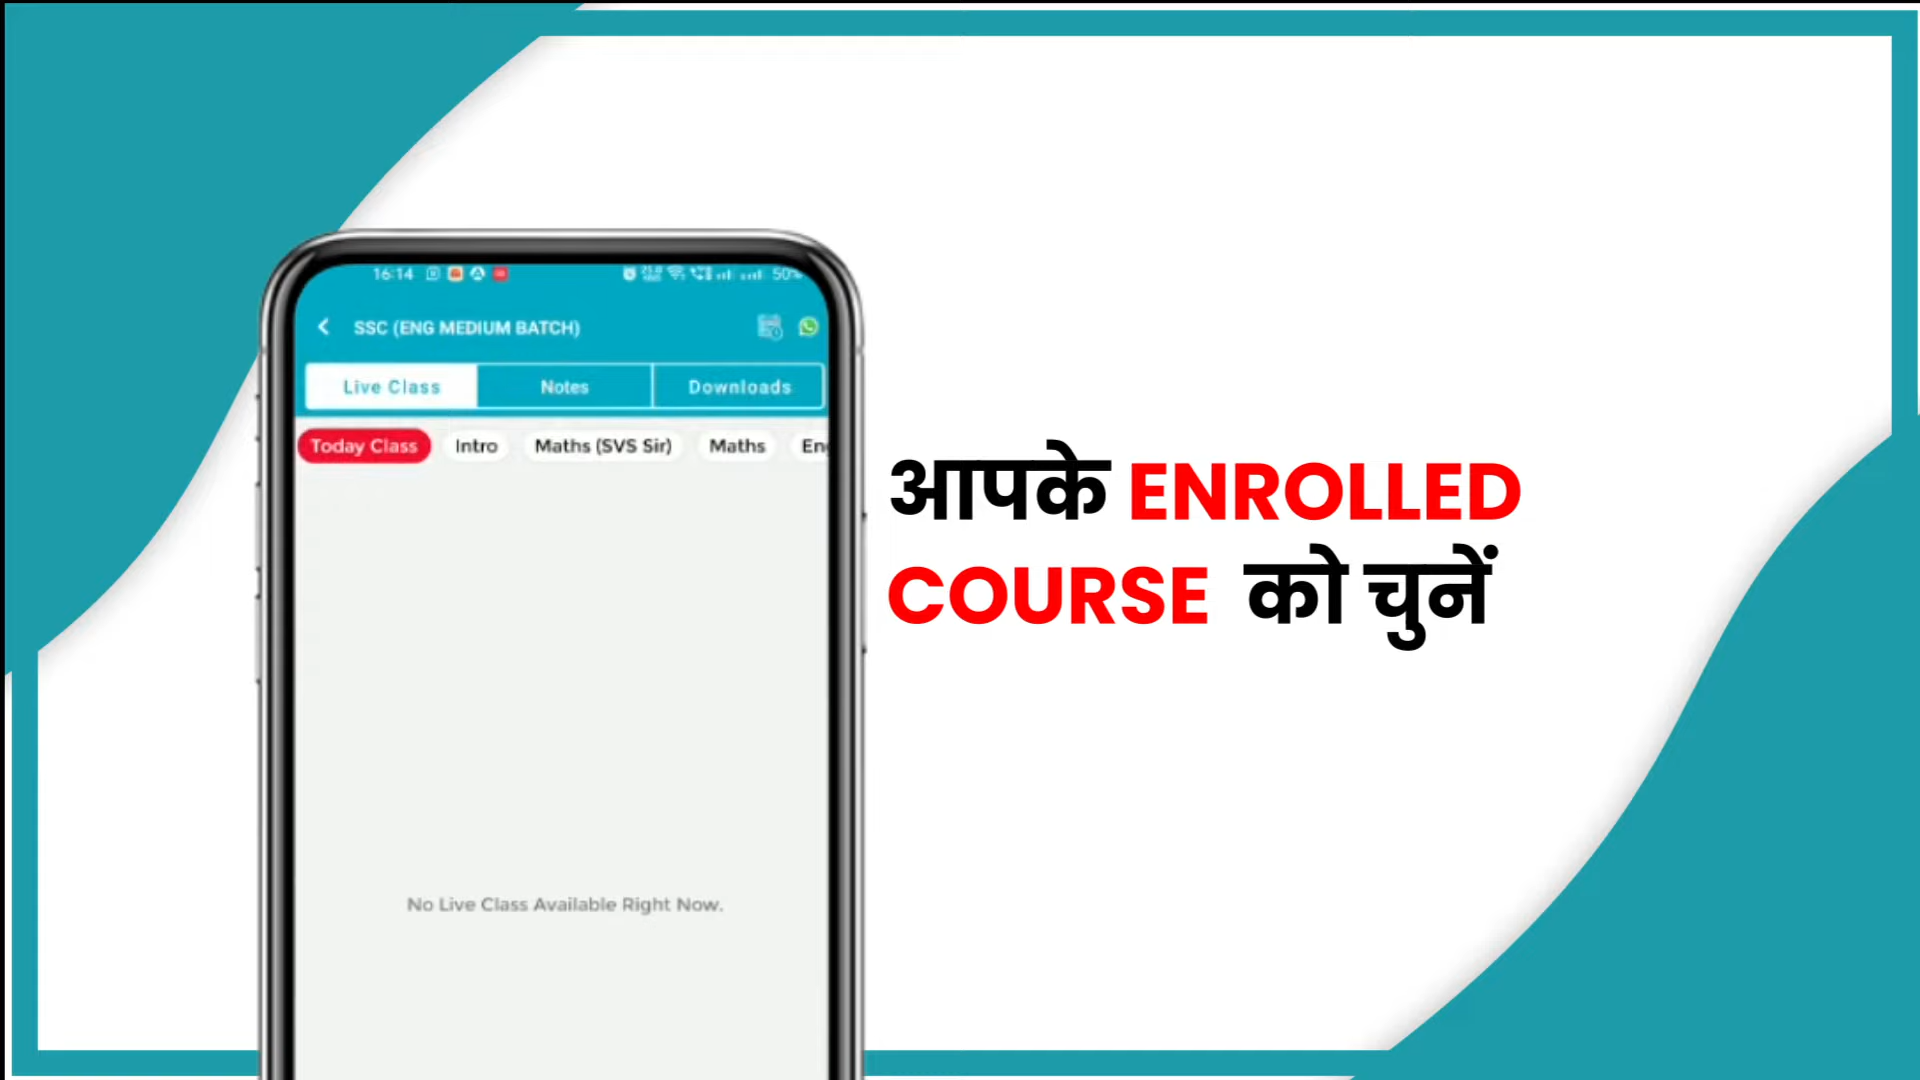 16:14
50%
SSC (ENG MEDIUM BATCH)
Live Class
Notes
Downloads
Today Class
Intro
Maths (SVS Sir)
Maths
आपके ENROLLED
COURSE को चुनें
No Live Class Available Right Now.